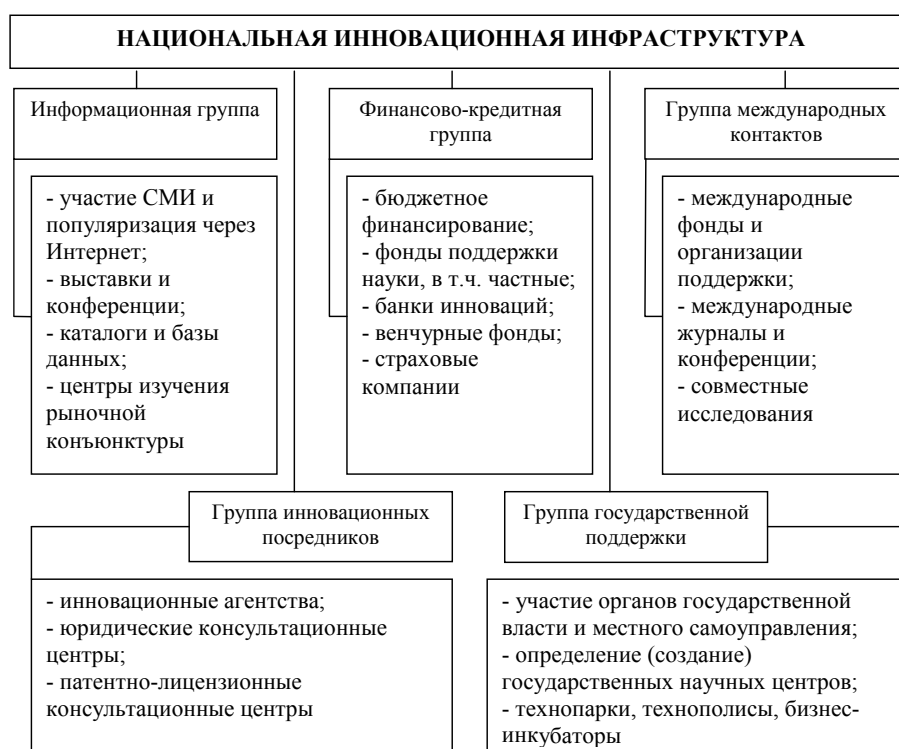 НАЦИОНАЛЬНАЯ ИННОВАЦИОННАЯ ИНФРАСТРУКТУРА
Информационная группа
- участие СМИ и
популяризация через
Интернет;
- выставки и
конференции;
- каталоги и базы
данных;
- центры изучения
рыночной
конъюнктуры
Финансово-кредитная
группа
- бюджетное
финансирование;
- фонды поддержки
науки, в т.ч. частные;
- банки инноваций;
- венчурные фонды;
- страховые
компании
Группа международных
контактов
- международные
фонды и
организации
поддержки;
- международные
журналы и
конференции;
- совместные
исследования
Группа инновационных
посредников
- инновационные агентства;
- юридические консультационные
центры;
- патентно-лицензионные
консультационные центры
Группа государственной
поддержки
- участие органов государственной
власти и местного самоуправления;
- определение (создание)
государственных научных центров;
- технопарки, технополисы, бизнес-
инкубаторы